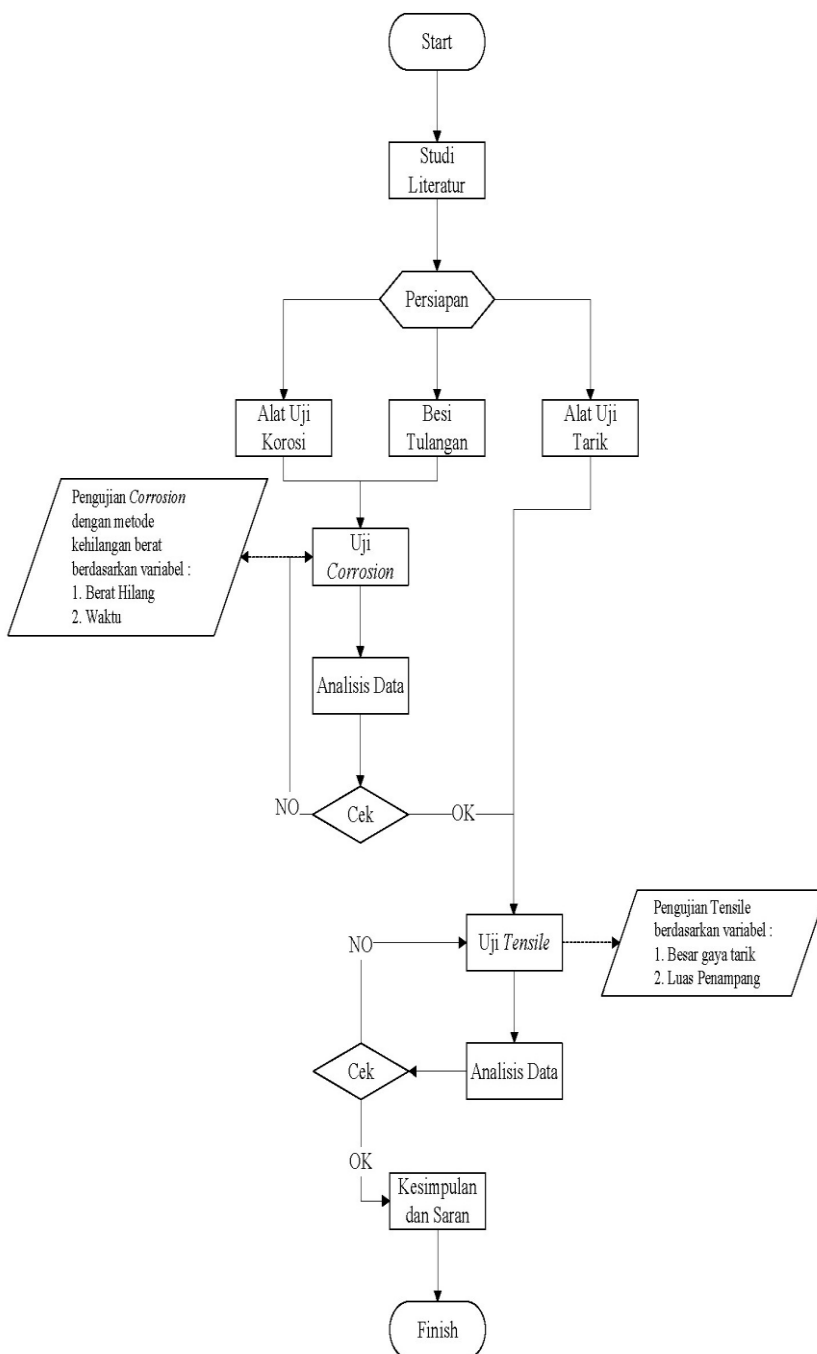 Start
Studi
Literatur
Persiapan
Alat Uji
Korosi
Besi
Tulangan
Alat Uji
Tarik
Pengujian Corrosion
dengan metode
kehilangan berat
berdasarkan variabel :
1. Berat Hilang
2. Waktu
Uji
Corrosion
Analisis Data
NO
Cek
OK
Uji Tensile
Pengujian Tensile
berdasarkan variabel :
1. Besar gaya tarik
2. Luas Penampang
NO
Cek
Analisis Data
OK
Kesimpulan
dan Saran
Finish